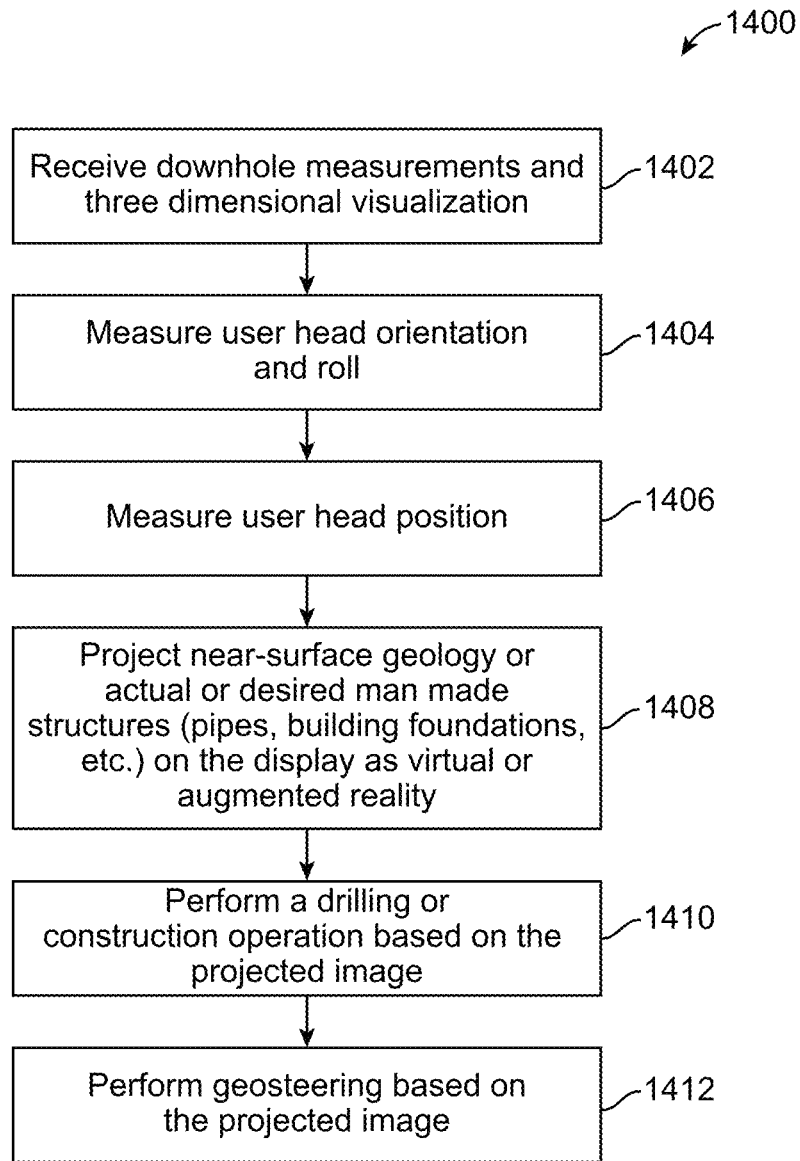 1400
Receive downhole measurements and
three dimensional visualization
1402
Measure user head orientation
and roll
1404
Measure user head position
1406
Project near-surface geology or
actual or desired man made
structures (pipes, building foundations,
etc.) on the display as virtual or
augmented reality
1408
Perform a drilling or
construction operation based on the
projected image
1410
Perform geosteering based on
the projected image
1412